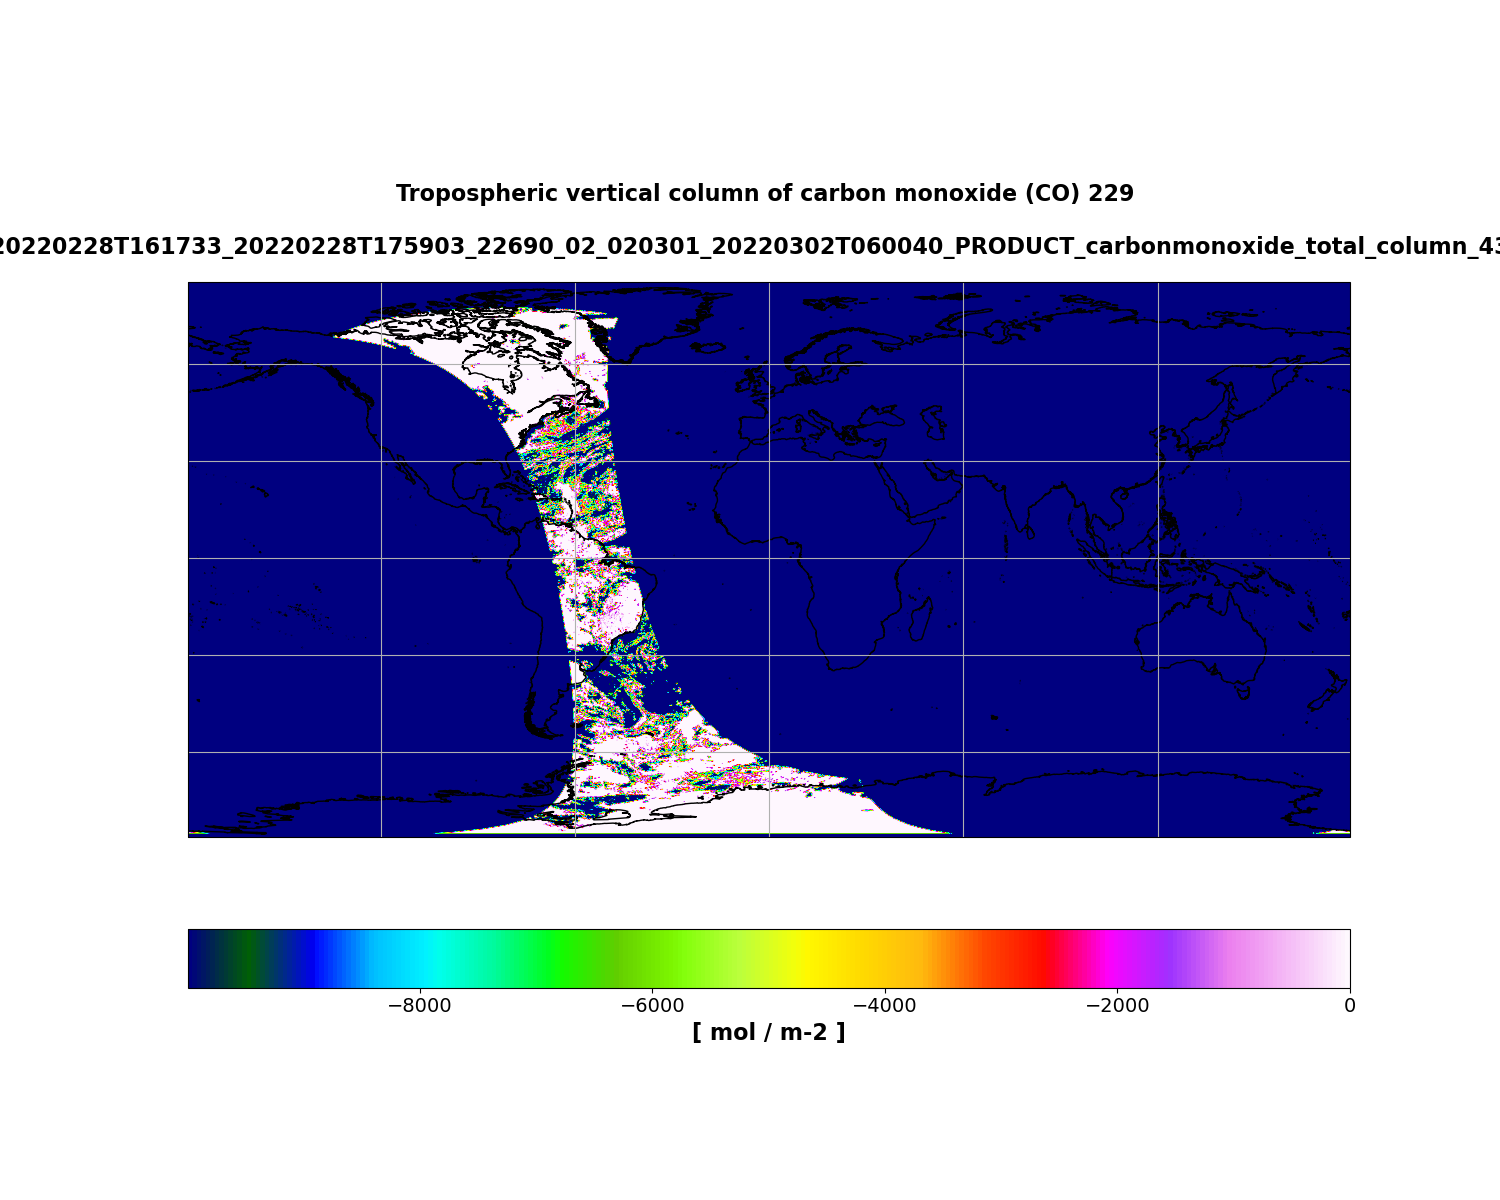 Tropospheric vertical column of carbon monoxide (CO) 229
20220228T161733_20220228T175903_22690_02_020301_20220302T060040_PRODUCT_carbonmonoxide_total_column_43
−8000 −6000 −4000 −2000 0
[ mol / m-2 ]